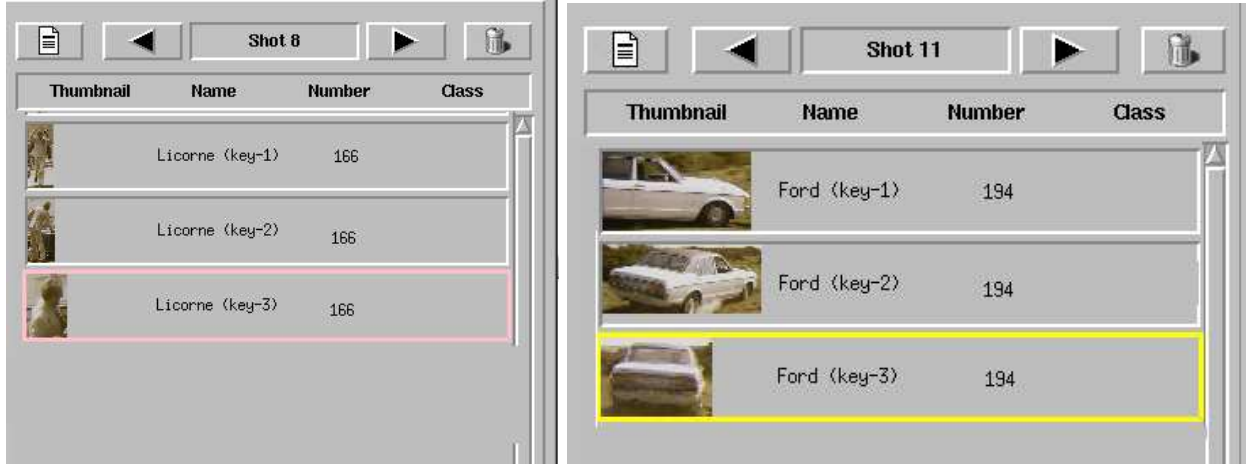 Shot 8
Thumbnail Name Number Class
Licorne (key-1) 166
Licorne (key-2) 166
Licorne (key-3) 166
Shot 11
Thumbnail Name Number Class
Ford (key-1) 194
Ford (key-2) 194
Ford (key-3) 194